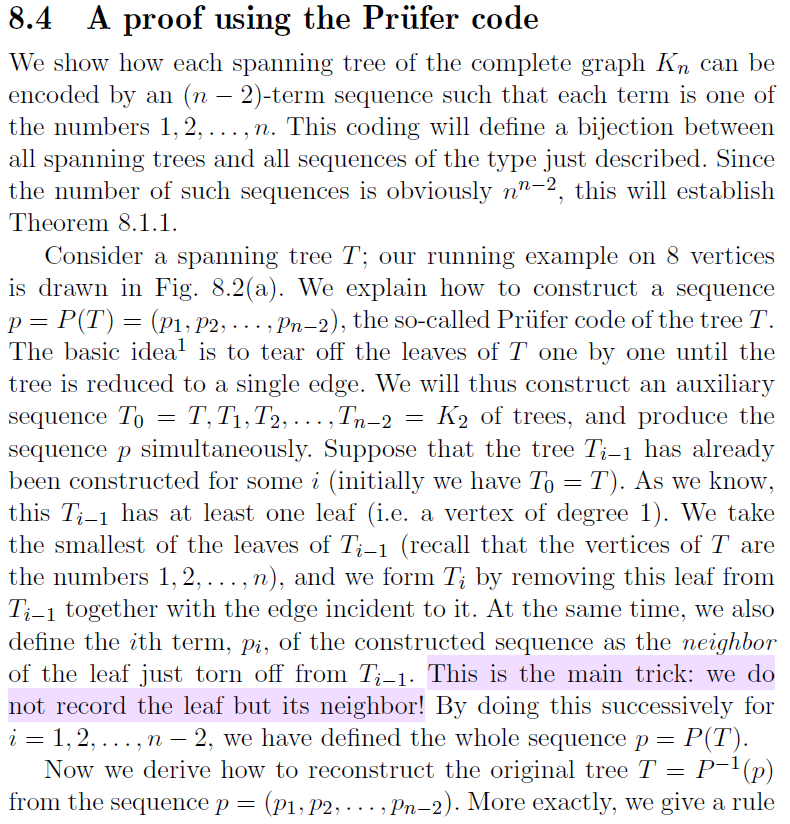 8.4 A proof using the Prüfer code
We show how each spanning tree of the complete graph Kₙ can be
encoded by an (n − 2)-term sequence such that each term is one of
the numbers 1, 2, . . . , n. This coding will define a bijection between
all spanning trees and all sequences of the type just described. Since
the number of such sequences is obviously nⁿ⁻², this will establish
Theorem 8.1.1.
Consider a spanning tree T; our running example on 8 vertices
is drawn in Fig. 8.2(a). We explain how to construct a sequence
p = P(T) = (p₁, p₂, . . . , pₙ₋₂), the so-called Prüfer code of the tree T.
The basic idea¹ is to tear off the leaves of T one by one until the
tree is reduced to a single edge. We will thus construct an auxiliary
sequence T₀ = T, T₁, T₂, . . . , Tₙ₋₂ = K₂ of trees, and produce the
sequence p simultaneously. Suppose that the tree Tᵢ₋₁ has already
been constructed for some i (initially we have T₀ = T). As we know,
this Tᵢ₋₁ has at least one leaf (i.e. a vertex of degree 1). We take
the smallest of the leaves of Tᵢ₋₁ (recall that the vertices of T are
the numbers 1, 2, . . . , n), and we form Tᵢ by removing this leaf from
Tᵢ₋₁ together with the edge incident to it. At the same time, we also
define the ith term, pᵢ, of the constructed sequence as the neighbor
of the leaf just torn off from Tᵢ₋₁. This is the main trick: we do
not record the leaf but its neighbor! By doing this successively for
i = 1, 2, . . . , n − 2, we have defined the whole sequence p = P(T).
Now we derive how to reconstruct the original tree T = P⁻¹(p)
from the sequence p = (p₁, p₂, . . . , pₙ₋₂). More exactly, we give a rule